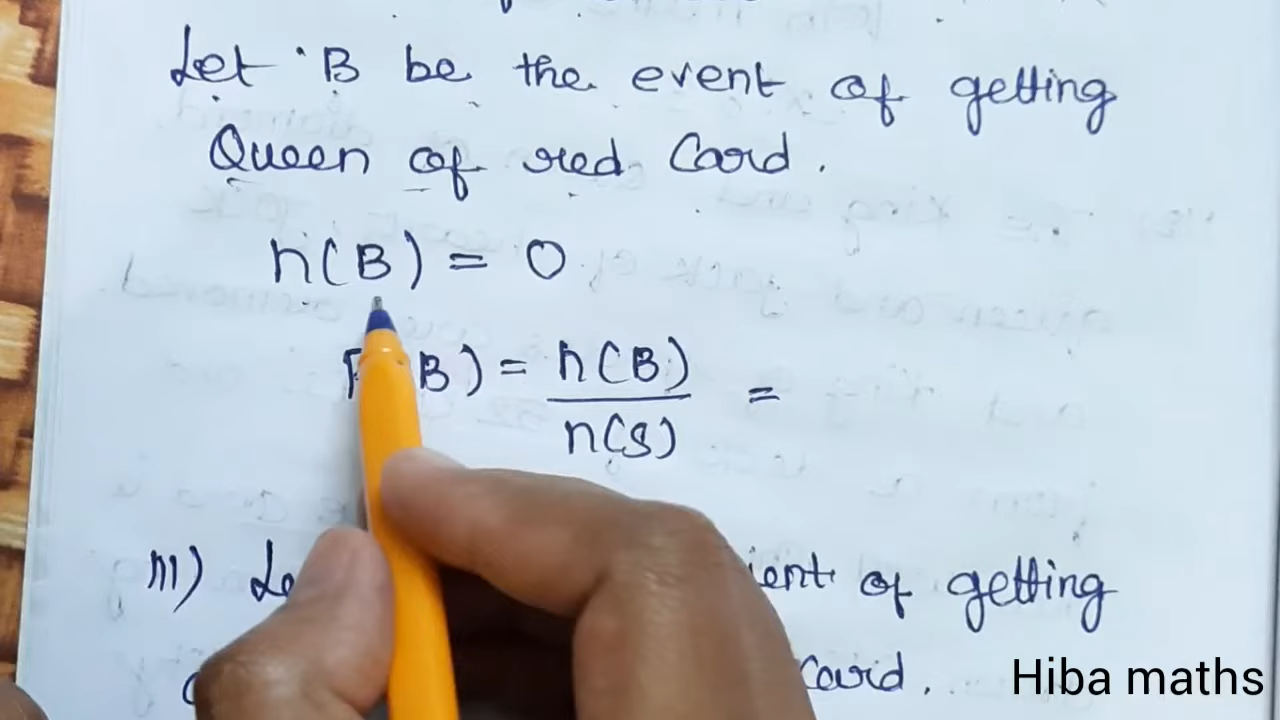 Let B be the event of getting
Queen of red Card.
n(B) = 0
B) = n(B)/n(S) =
III) of getting
Card.
Hiba maths